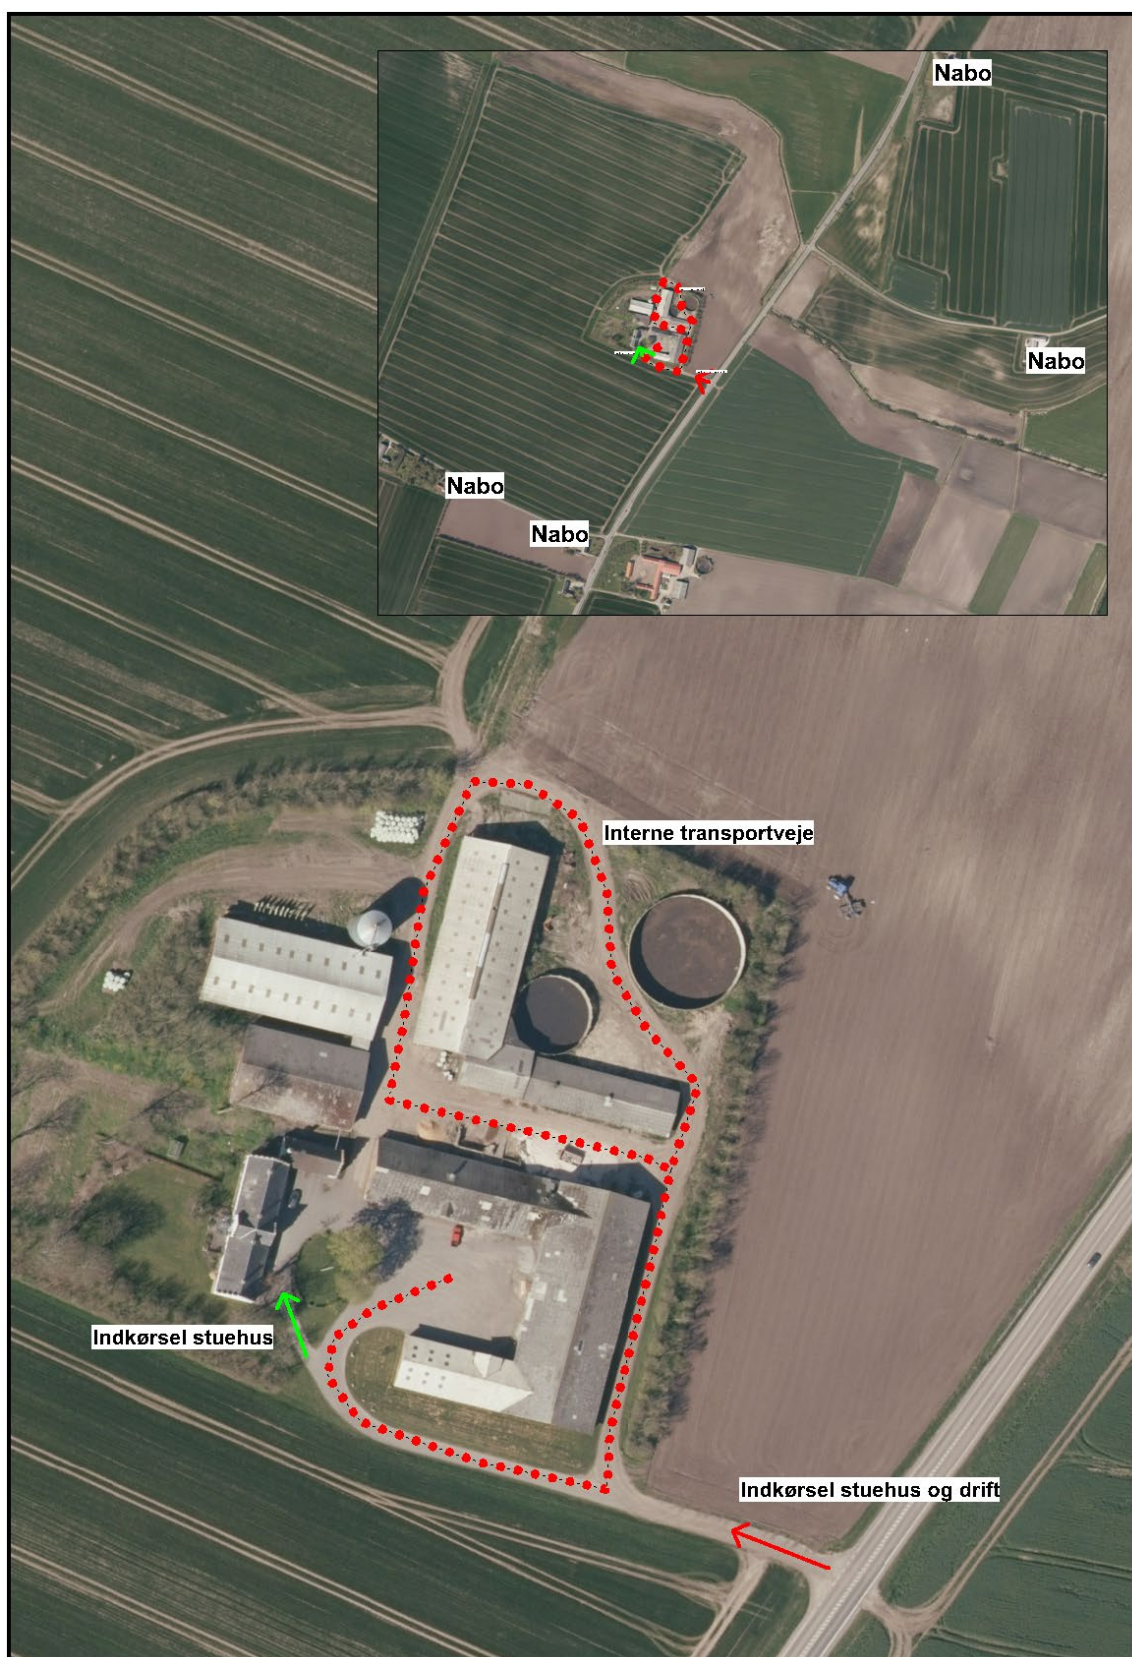 Nabo
Nabo
Nabo
Nabo
Interne transportveje
Indkørsel stuehus
Indkørsel stuehus og drift